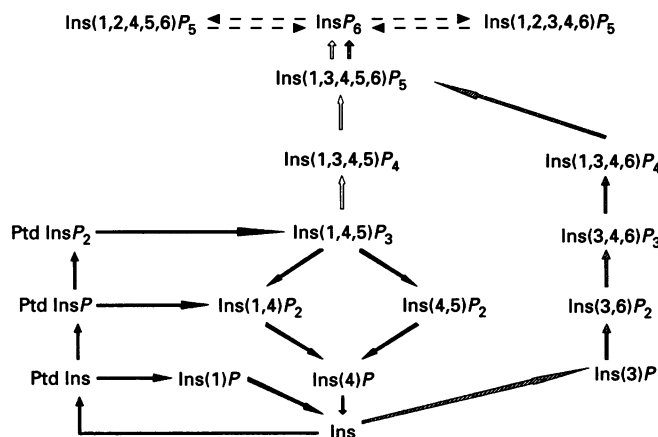 Ins(1,2,4,5,6)P5 InsP6 Ins(1,2,3,4,6)P5
Ins(1,3,4,5,6)P5
Ins(1,3,4,5)P4 Ins(1,3,4,6)P4
Ptd InsP2 Ins(1,4,5)P3 Ins(3,4,6)P3
Ptd InsP Ins(1,4)P2 Ins(4,5)P2 Ins(3,6)P2
Ptd Ins Ins(1)P Ins(4)P Ins(3)P
Ins